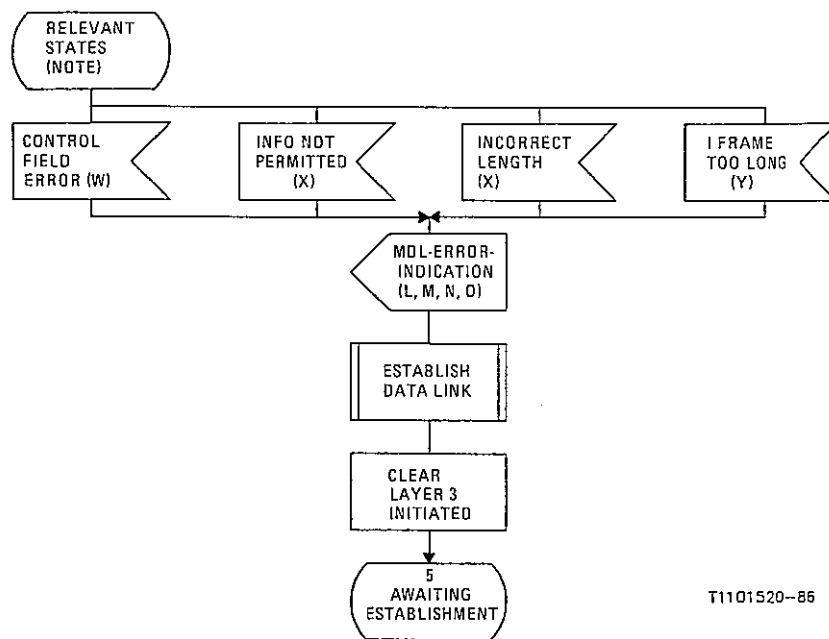 RELEVANT
STATES
(NOTE)
CONTROL
FIELD
ERROR (W)
INFO NOT
PERMITTED
(X)
INCORRECT
LENGTH
(X)
I FRAME
TOO LONG
(Y)
MDL-ERROR-
INDICATION
(L, M, N, O)
ESTABLISH
DATA LINK
CLEAR
LAYER 3
INITIATED
5
AWAITING
ESTABLISHMENT
T1101520-86